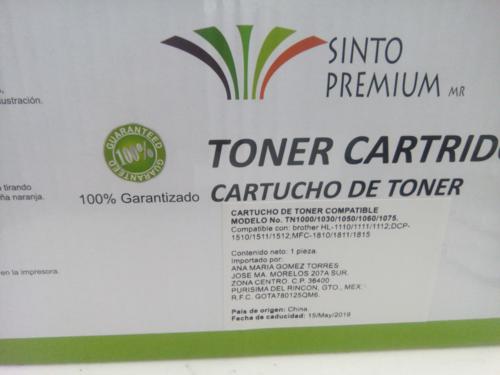 SINTO
PREMIUM MR
ustración.
GUARANTEED
100%
GUARANTEED
TONER CARTRID
tirando
ña naranja.
100% Garantizado
CARTUCHO DE TONER
CARTUCHO DE TONER COMPATIBLE
MODELO No. TN1000/1030/1050/1060/1075.
Compatible con: brother HL-1110/1111/1112;DCP-
1510/1511/1512;MFC-1810/1811/1815
Contenido neto: 1 pieza.
Importado por:
ANA MARIA GOMEZ TORRES
JOSE MA. MORELOS 207A SUR.
ZONA CENTRO. C.P. 36400
PURISIMA DEL RINCON, GTO., MEX.
R.F.C. GOTA780125QM6.
en la impresora.
País de origen: China.
Fecha de caducidad: 15/May/2019